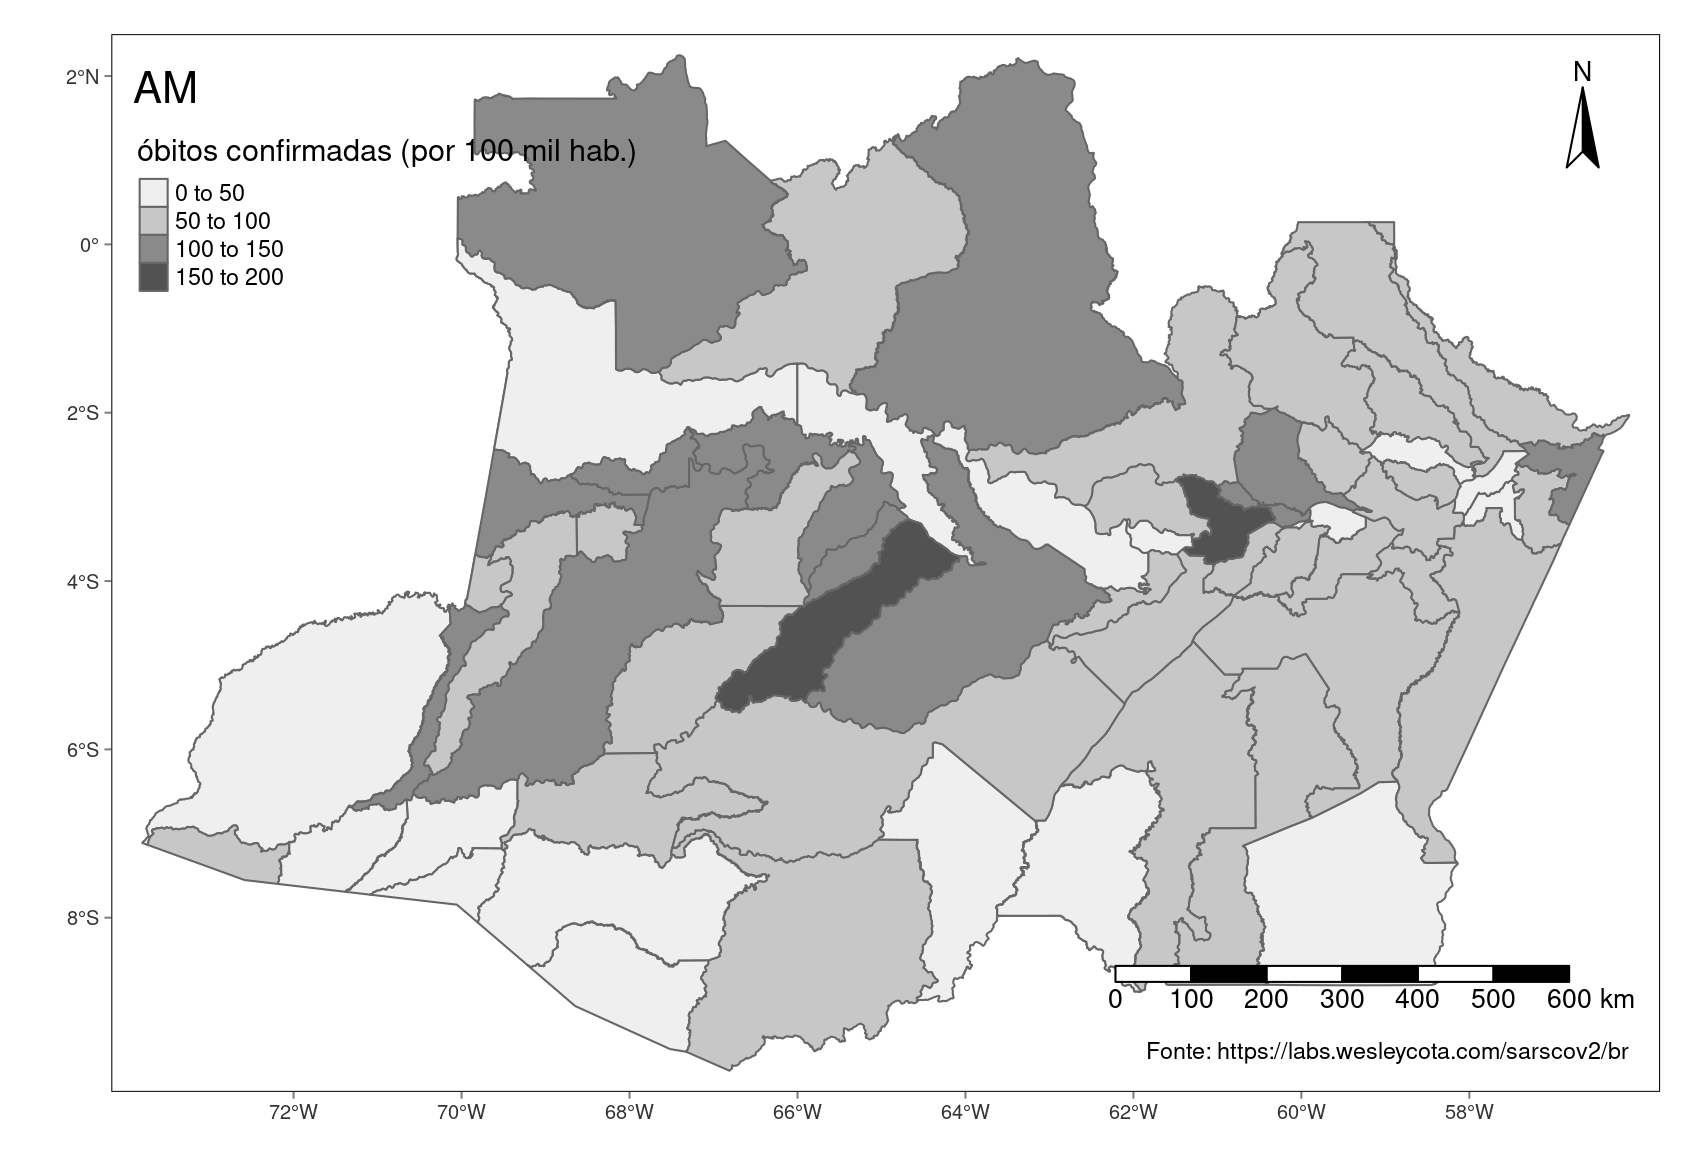 AM
N
óbitos confirmadas (por 100 mil hab.)
0 to 50
50 to 100
100 to 150
150 to 200
2°N
0°
2°S
4°S
6°S
8°S
0 100 200 300 400 500 600 km
Fonte: https://labs.wesleycota.com/sarscov2/br
72°W 70°W 68°W 66°W 64°W 62°W 60°W 58°W